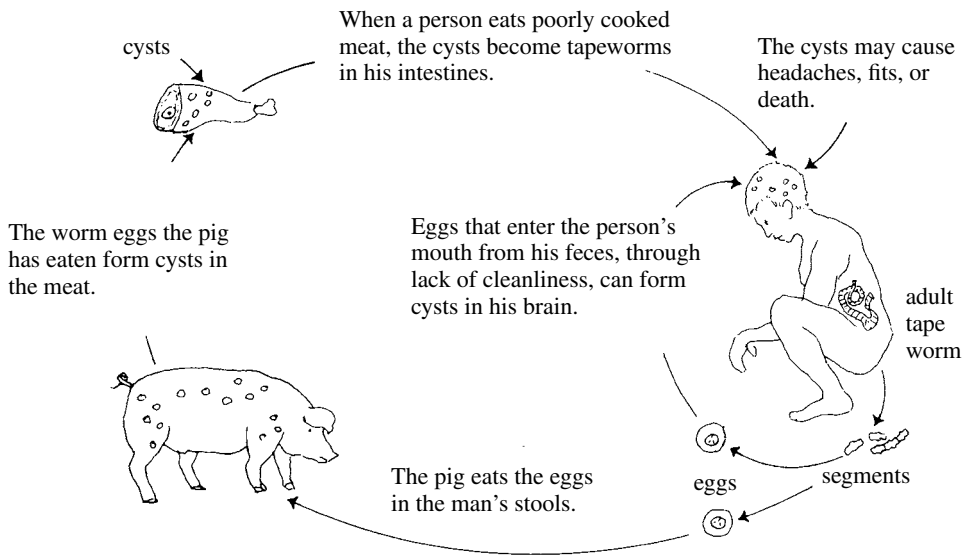 cysts
When a person eats poorly cooked
meat, the cysts become tapeworms
in his intestines.
The cysts may cause
headaches, fits, or
death.
The worm eggs the pig
has eaten form cysts in
the meat.
Eggs that enter the person's
mouth from his feces, through
lack of cleanliness, can form
cysts in his brain.
adult
tape
worm
The pig eats the eggs
in the man's stools.
eggs
segments